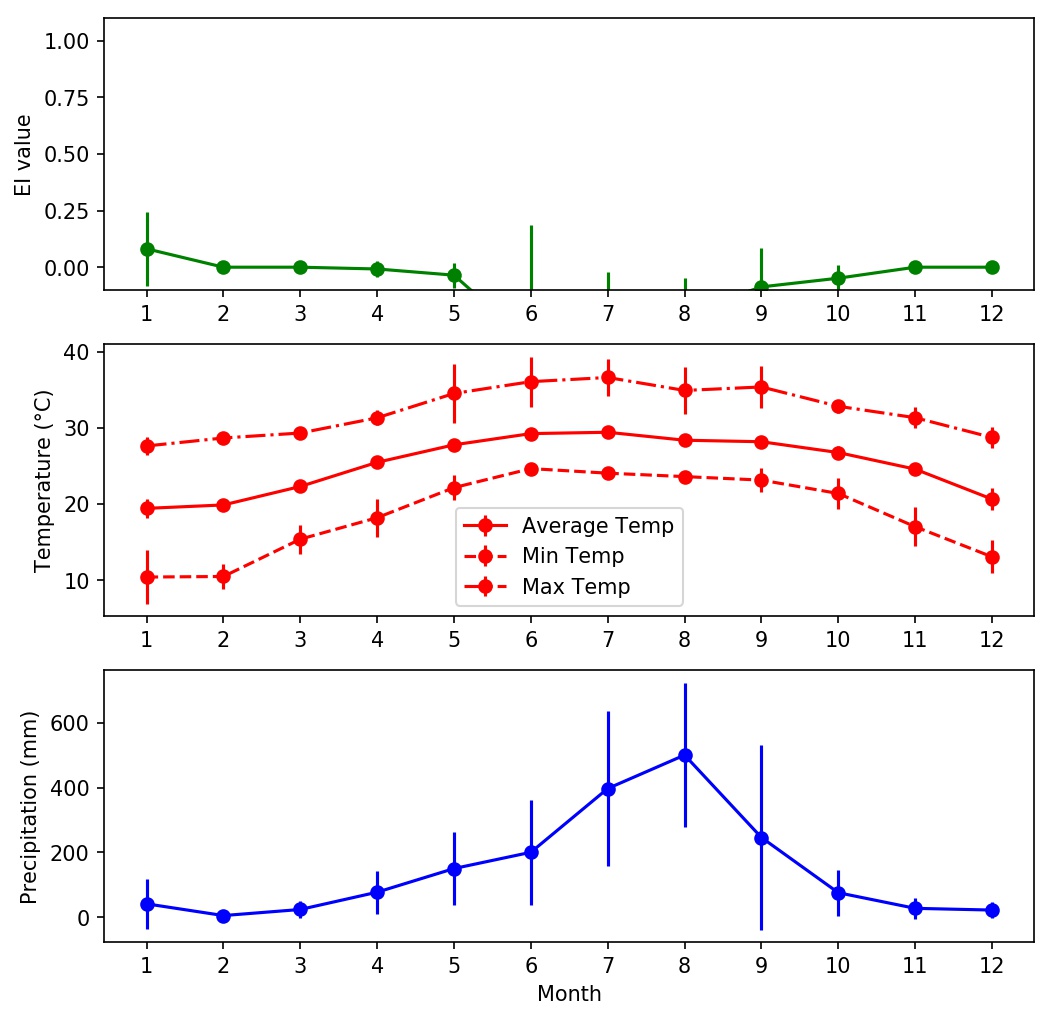 EI value
1.00
0.75
0.50
0.25
0.00
1 2 3 4 5 6 7 8 9 10 11 12
Temperature (°C)
40
30
20
10
Average Temp
Min Temp
Max Temp
1 2 3 4 5 6 7 8 9 10 11 12
Precipitation (mm)
600
400
200
0
1 2 3 4 5 6 7 8 9 10 11 12
Month